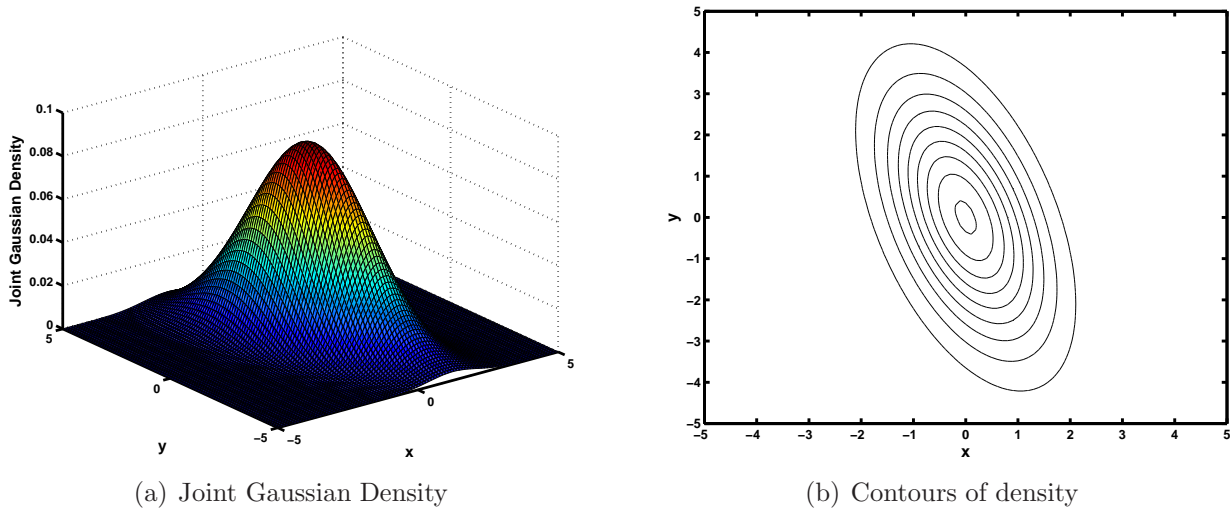 0.1
0.08
0.06
0.04
0.02
0
Joint Gaussian Density
5
0
−5
y
−5
0
5
x
(a) Joint Gaussian Density
5
4
3
2
1
0
−1
−2
−3
−4
−5
y
−5 −4 −3 −2 −1 0 1 2 3 4 5
x
(b) Contours of density